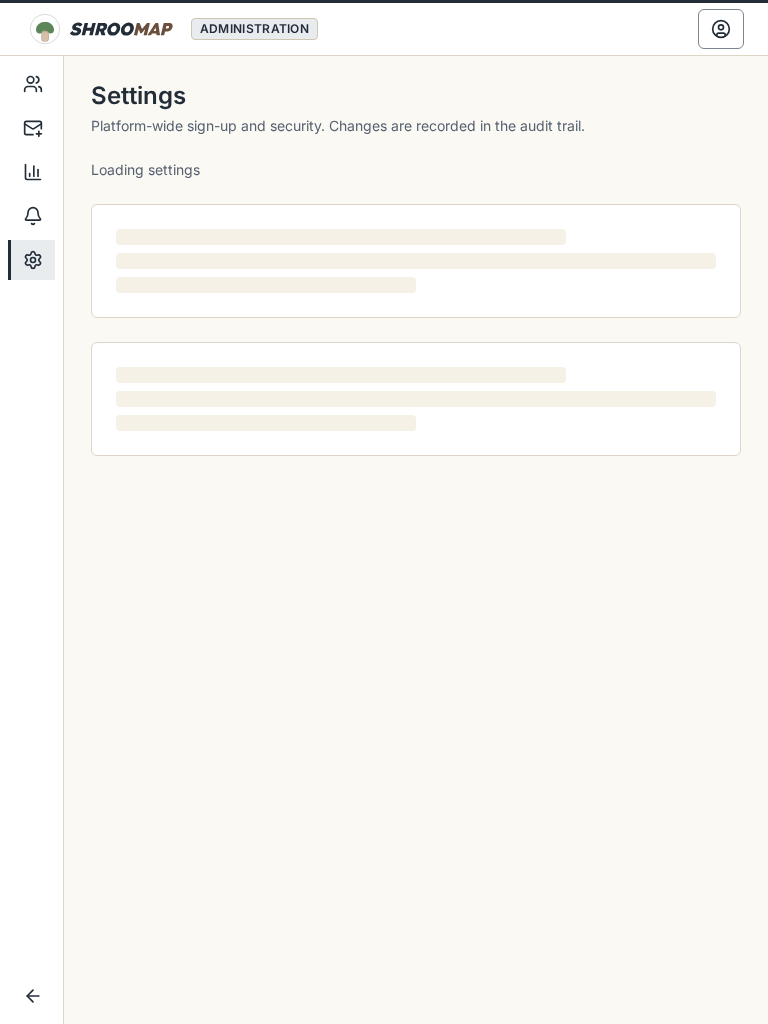 SHROOMAP
ADMINISTRATION
Settings
Platform-wide sign-up and security. Changes are recorded in the audit trail.
Loading settings